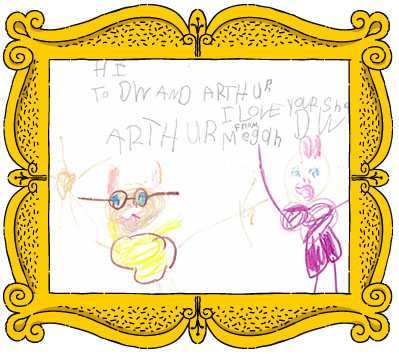 HI
To DW AND ARTHUR
I LOVE YOUR Sho
ARTHUR FROM Megan DW